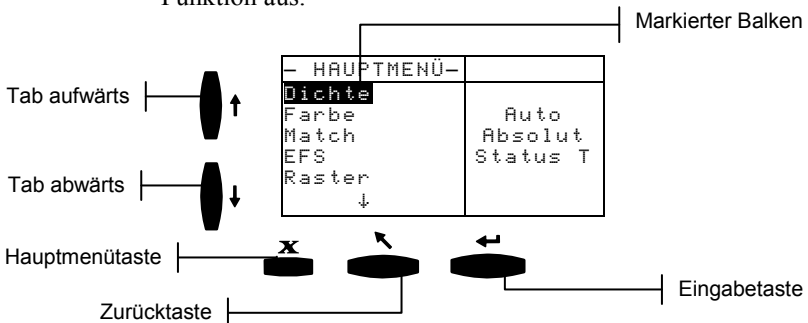 Funktion aus.
Markierter Balken
– HAUPTMENÜ–
Tab aufwärts
↑
Dichte
Farbe
Match
EFS
Raster
↓
Auto
Absolut
Status T
Tab abwärts
↓
Hauptmenütaste
X
Zurücktaste
Eingabetaste